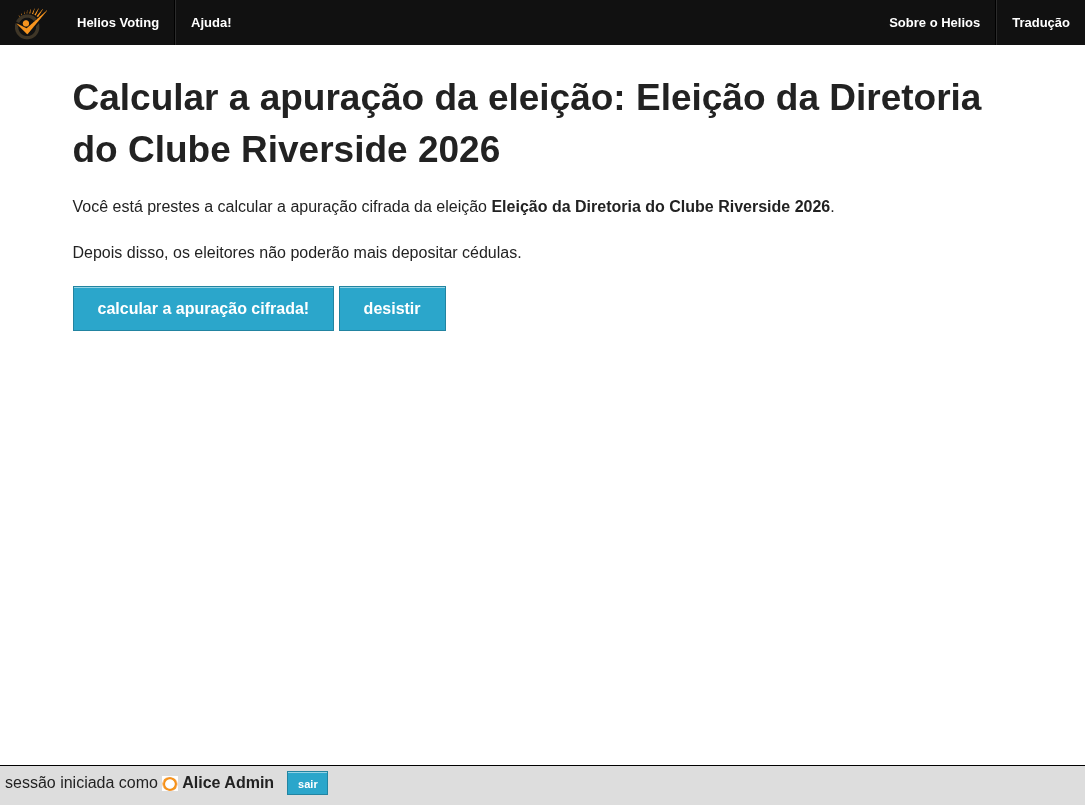 Helios Voting
Ajuda!
Sobre o Helios
Tradução
Calcular a apuração da eleição: Eleição da Diretoria
do Clube Riverside 2026
Você está prestes a calcular a apuração cifrada da eleição Eleição da Diretoria do Clube Riverside 2026.
Depois disso, os eleitores não poderão mais depositar cédulas.
calcular a apuração cifrada!
desistir
sessão iniciada como Alice Admin
sair